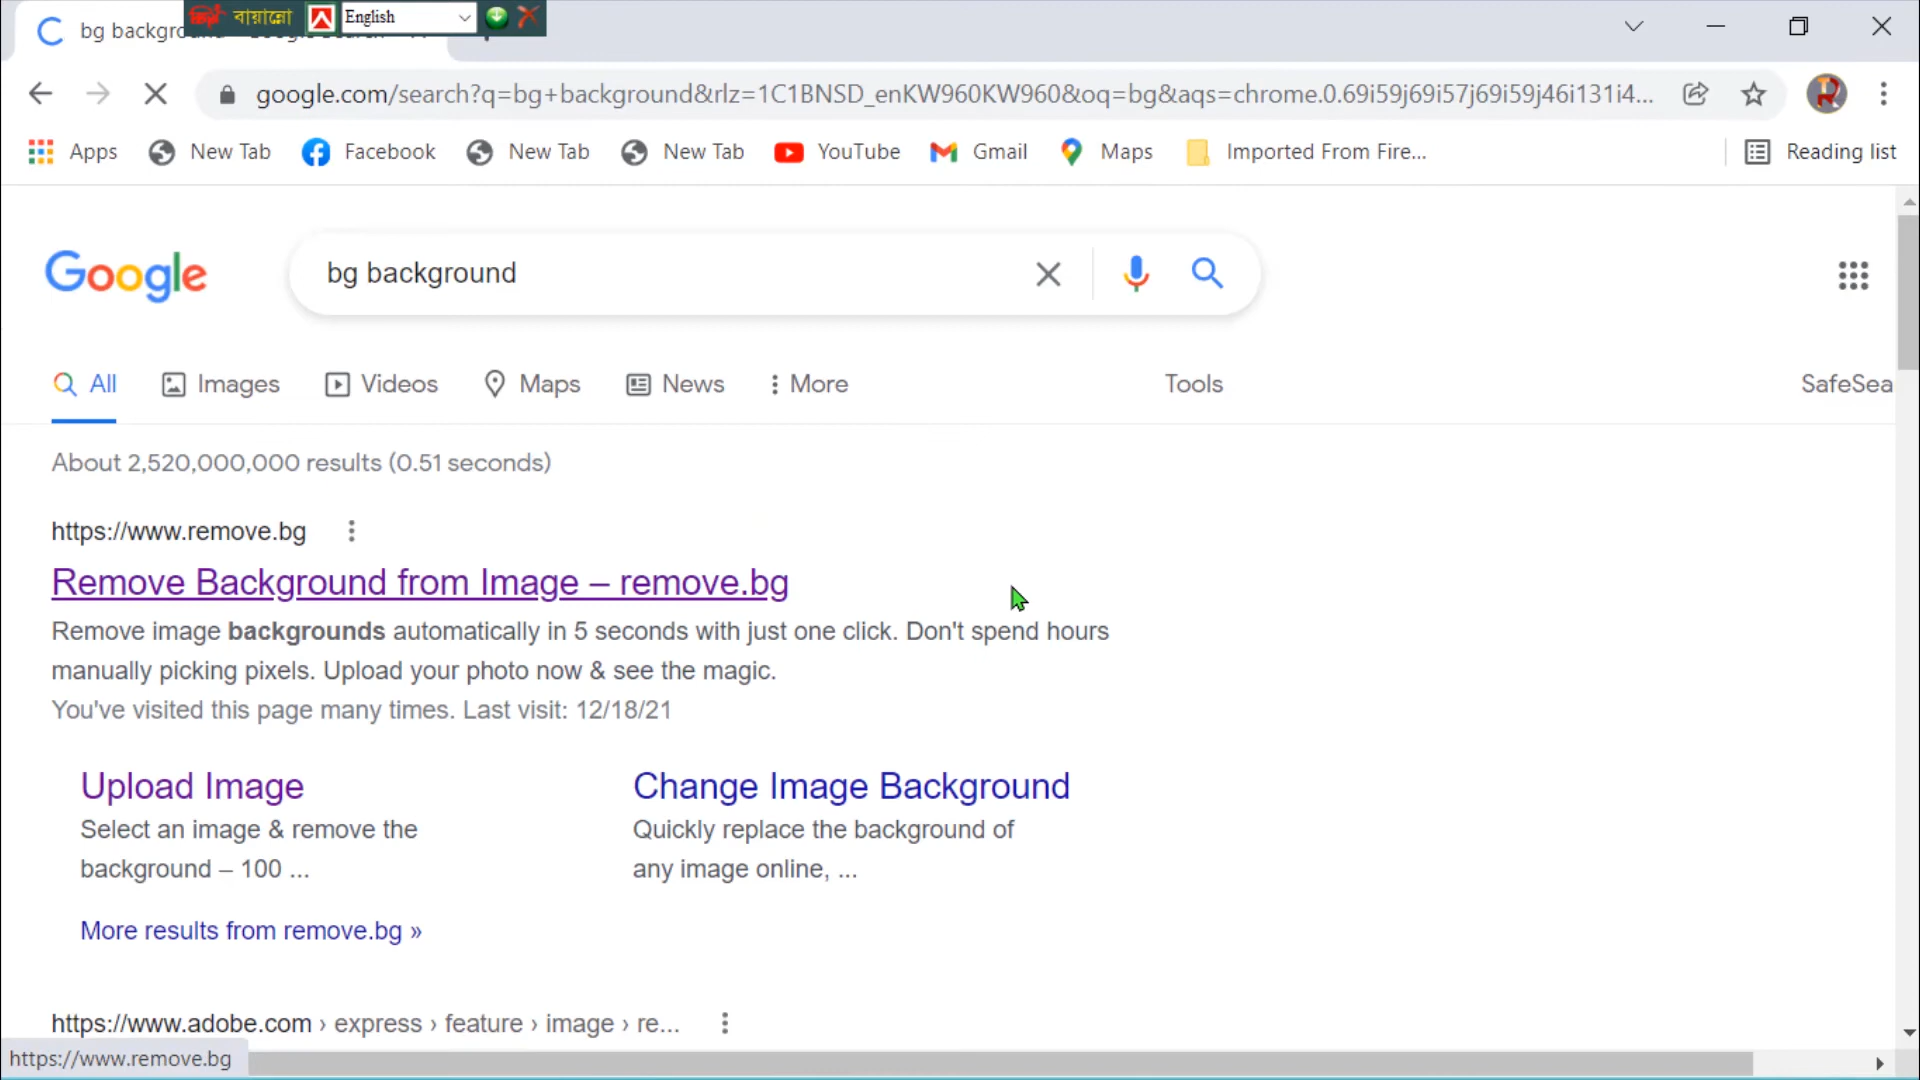 বায়ান্নো
English
bg backgro
google.com/search?q=bg+background&rlz=1C1BNSD_enKW960KW960&oq=bg&aqs=chrome.0.69i59j69i57j69i59j46i131i4...
Apps
New Tab
Facebook
New Tab
New Tab
YouTube
Gmail
Maps
Imported From Fire...
Reading list
Google
bg background
All
Images
Videos
Maps
News
More
Tools
SafeSea
About 2,520,000,000 results (0.51 seconds)
https://www.remove.bg
Remove Background from Image – remove.bg
Remove image backgrounds automatically in 5 seconds with just one click. Don't spend hours
manually picking pixels. Upload your photo now & see the magic.
You've visited this page many times. Last visit: 12/18/21
Upload Image
Select an image & remove the
background – 100 ...
Change Image Background
Quickly replace the background of
any image online, ...
More results from remove.bg »
https://www.adobe.com › express › feature › image › re...
https://www.remove.bg